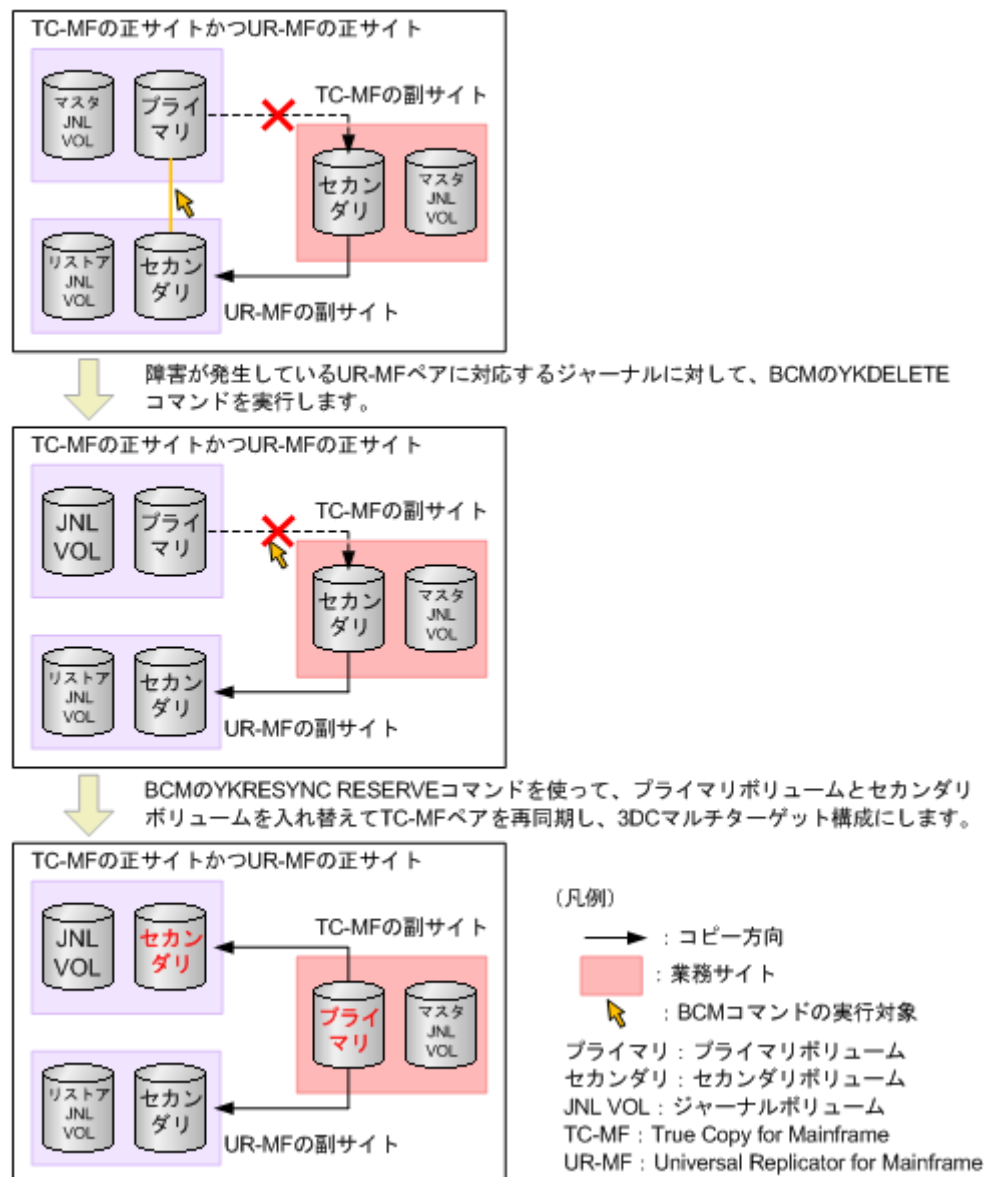 TC-MFの正サイトかつUR-MFの正サイト
マスタ
JNL
VOL
プライ
マリ
TC-MFの副サイト
セカン
ダリ
マスタ
JNL
VOL
リストア
JNL
VOL
セカン
ダリ
UR-MFの副サイト
障害が発生しているUR-MFペアに対応するジャーナルに対して、BCMのYKDELETE
コマンドを実行します。
TC-MFの正サイトかつUR-MFの正サイト
JNL
VOL
プライ
マリ
TC-MFの副サイト
セカン
ダリ
マスタ
JNL
VOL
リストア
JNL
VOL
セカン
ダリ
UR-MFの副サイト
BCMのYKRESYNC RESERVEコマンドを使って、プライマリボリュームとセカンダリ
ボリュームを入れ替えてTC-MFペアを再同期し、3DCマルチターゲット構成にします。
TC-MFの正サイトかつUR-MFの正サイト
JNL
VOL
セカン
ダリ
TC-MFの副サイト
プライ
マリ
マスタ
JNL
VOL
リストア
JNL
VOL
セカン
ダリ
UR-MFの副サイト
（凡例）
：コピー方向
：業務サイト
：BCMコマンドの実行対象
プライマリ：プライマリボリューム
セカンダリ：セカンダリボリューム
JNL VOL：ジャーナルボリューム
TC-MF：True Copy for Mainframe
UR-MF：Universal Replicator for Mainframe